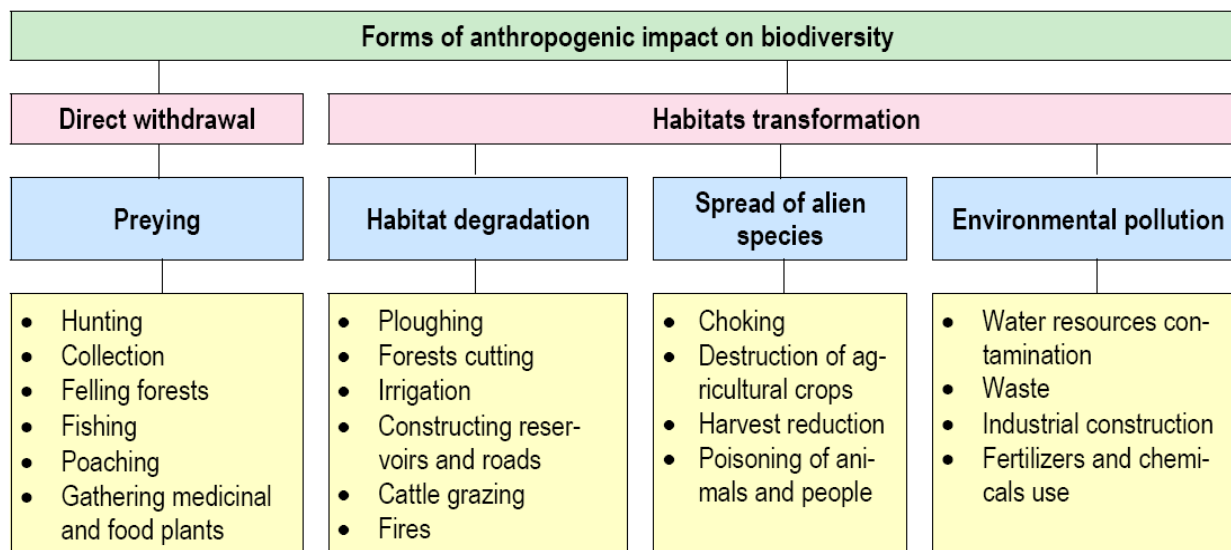 Forms of anthropogenic impact on biodiversity
Direct withdrawal
Habitats transformation
Preying
Habitat degradation
Spread of alien
species
Environmental pollution
• Hunting
• Collection
• Felling forests
• Fishing
• Poaching
• Gathering medicinal
and food plants
• Ploughing
• Forests cutting
• Irrigation
• Constructing reser-
voirs and roads
• Cattle grazing
• Fires
• Choking
• Destruction of ag-
ricultural crops
• Harvest reduction
• Poisoning of ani-
mals and people
• Water resources con-
tamination
• Waste
• Industrial construction
• Fertilizers and chemi-
cals use